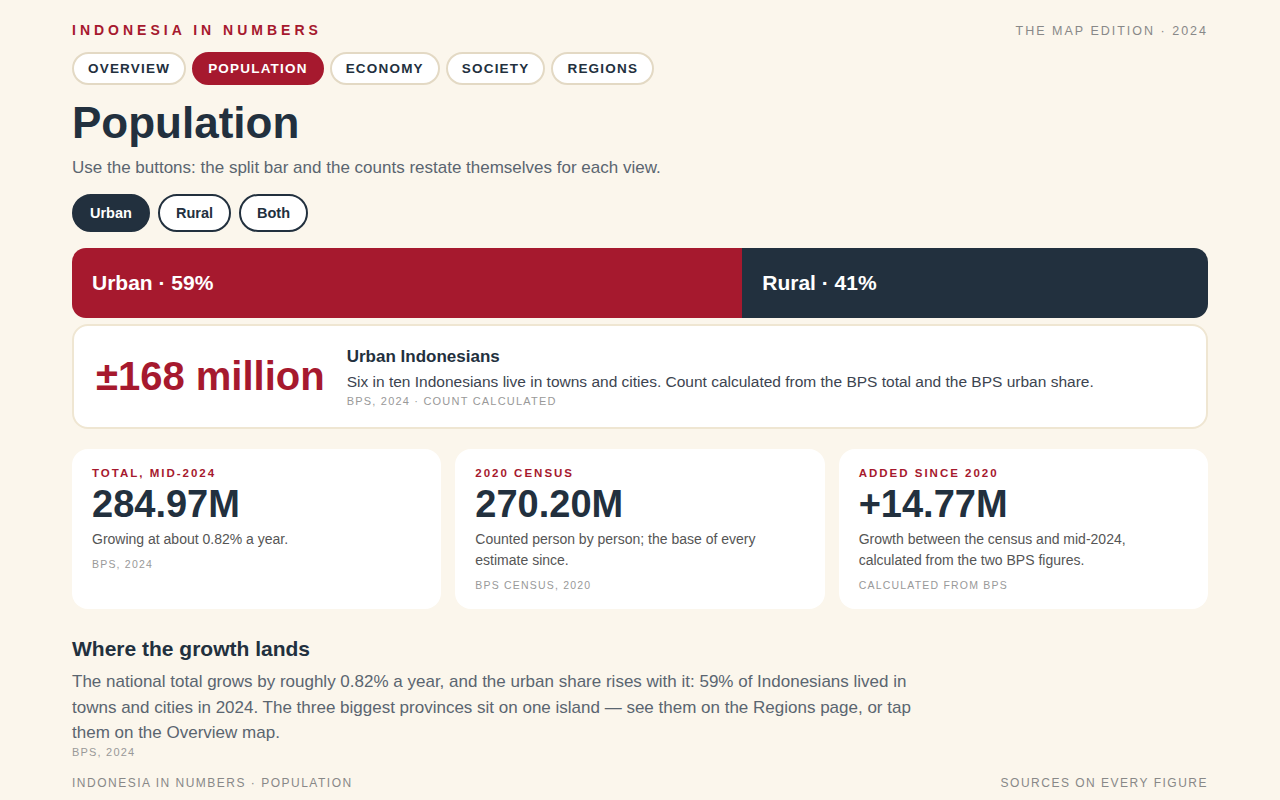 INDONESIA IN NUMBERS
THE MAP EDITION · 2024
OVERVIEW POPULATION ECONOMY SOCIETY REGIONS
Population
Use the buttons: the split bar and the counts restate themselves for each view.
Urban Rural Both
Urban · 59%
Rural · 41%
±168 million
Urban Indonesians
Six in ten Indonesians live in towns and cities. Count calculated from the BPS total and the BPS urban share.
BPS, 2024 · COUNT CALCULATED
TOTAL, MID-2024
284.97M
Growing at about 0.82% a year.
BPS, 2024
2020 CENSUS
270.20M
Counted person by person; the base of every
estimate since.
BPS CENSUS, 2020
ADDED SINCE 2020
+14.77M
Growth between the census and mid-2024,
calculated from the two BPS figures.
CALCULATED FROM BPS
Where the growth lands
The national total grows by roughly 0.82% a year, and the urban share rises with it: 59% of Indonesians lived in
towns and cities in 2024. The three biggest provinces sit on one island — see them on the Regions page, or tap
them on the Overview map.
BPS, 2024
INDONESIA IN NUMBERS · POPULATION
SOURCES ON EVERY FIGURE